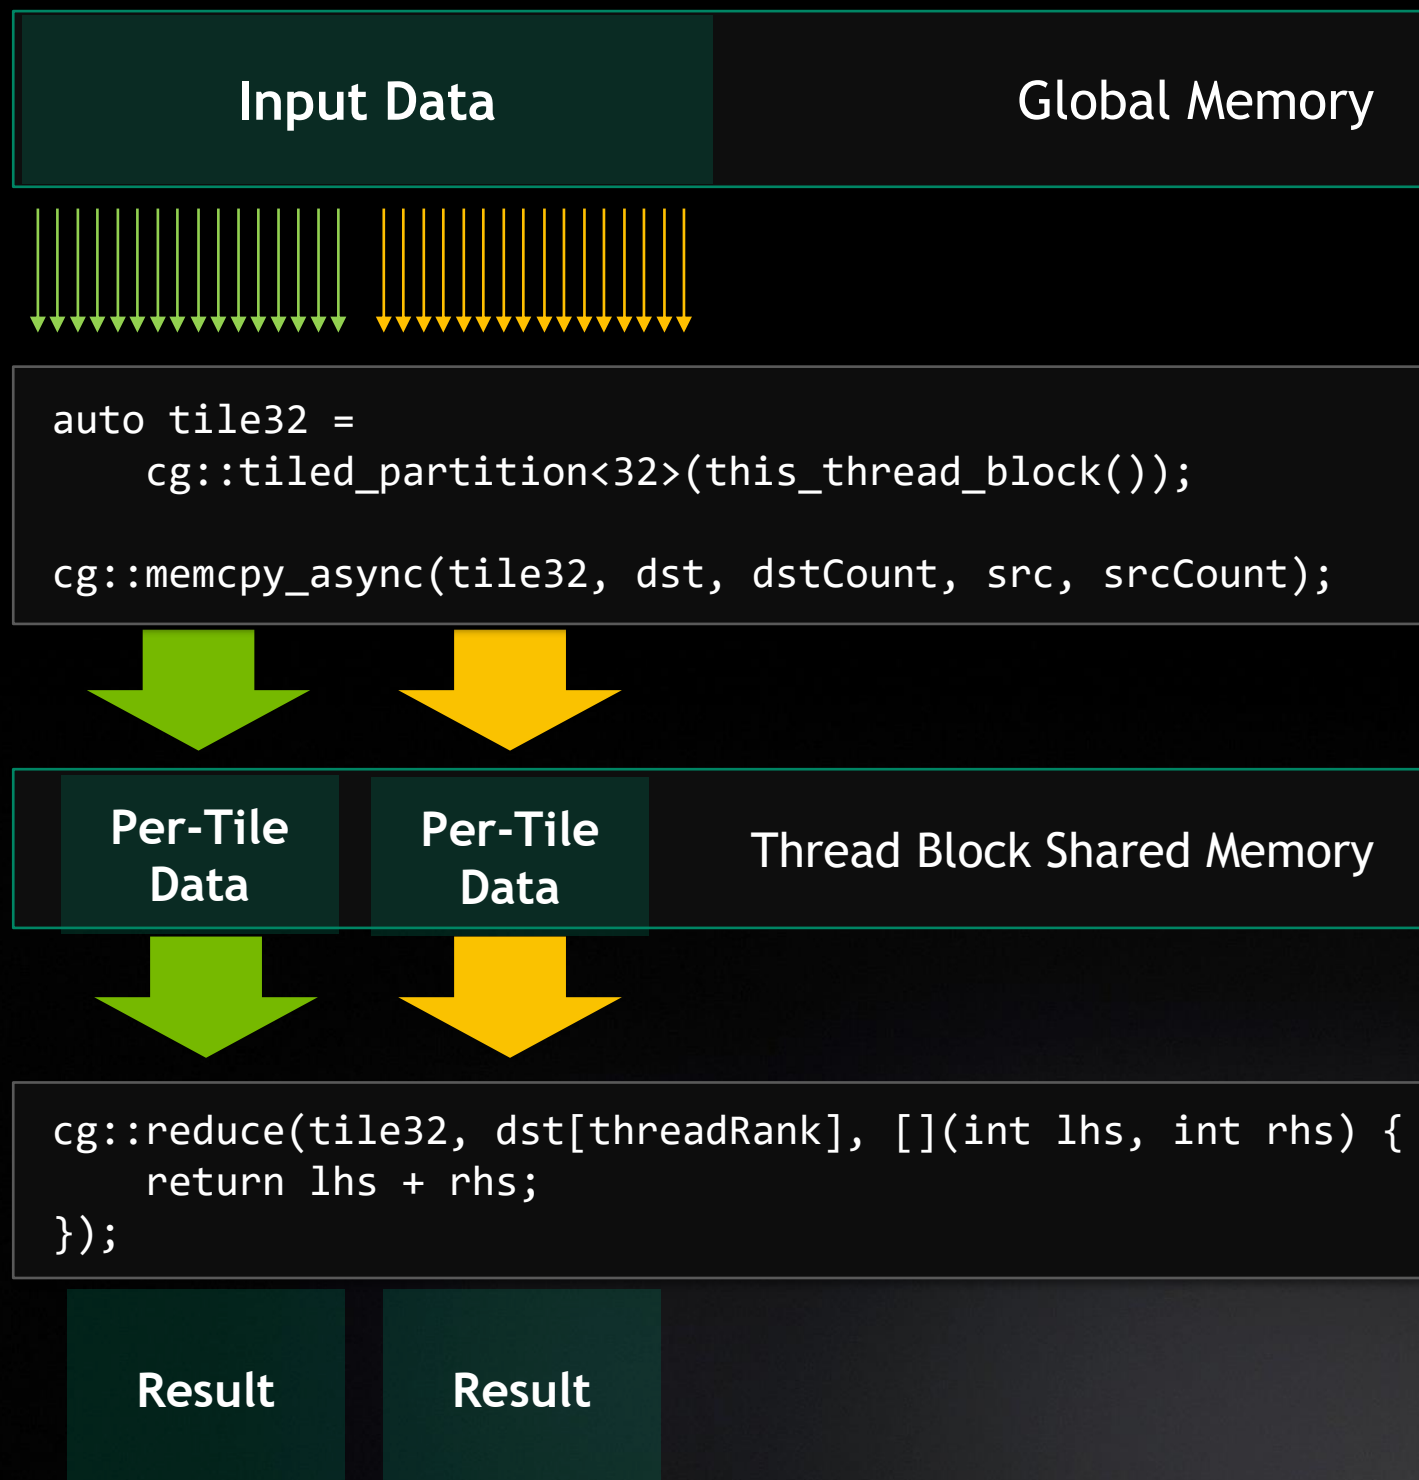 Input Data
Global Memory
auto tile32 =
    cg::tiled_partition<32>(this_thread_block());
cg::memcpy_async(tile32, dst, dstCount, src, srcCount);
Per-Tile
Data
Per-Tile
Data
Thread Block Shared Memory
cg::reduce(tile32, dst[threadRank], [](int lhs, int rhs) {
    return lhs + rhs;
});
Result
Result